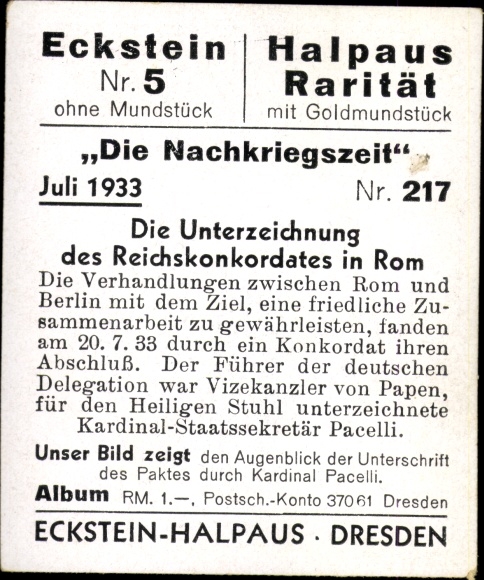 Eckstein
Nr. 5
ohne Mundstück
Halpaus
Rarität
mit Goldmundstück
„Die Nachkriegszeit“
Juli 1933 Nr. 217
Die Unterzeichnung
des Reichskonkordates in Rom
Die Verhandlungen zwischen Rom und
Berlin mit dem Ziel, eine friedliche Zu-
sammenarbeit zu gewährleisten, fanden
am 20. 7. 33 durch ein Konkordat ihren
Abschluß. Der Führer der deutschen
Delegation war Vizekanzler von Papen,
für den Heiligen Stuhl unterzeichnete
Kardinal-Staatssekretär Pacelli.
Unser Bild zeigt den Augenblick der Unterschrift
des Paktes durch Kardinal Pacelli.
Album RM. 1.—, Postsch.-Konto 37061 Dresden
ECKSTEIN-HALPAUS · DRESDEN